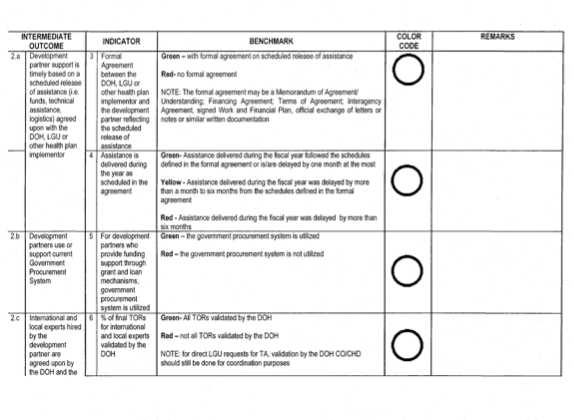 INTERMEDIATE OUTCOME
INDICATOR
BENCHMARK
COLOR CODE
REMARKS
2.a
Development
partner support is
timely based on a
scheduled release
of assistance (i.e.
funds, technical
assistance,
logistics) agreed
upon with the
DOH, LGU or
other health plan
implementor
3
Formal
Agreement
between the
DOH, LGU or
other health plan
implementor and
the development
partner reflecting
the scheduled
release of
assistance
Green – with formal agreement on scheduled release of assistance
Red- no formal agreement
NOTE: The formal agreement may be a Memorandum of Agreement/
Understanding; Financing Agreement; Terms of Agreement; Interagency
Agreement, signed Work and Financial Plan, official exchange of letters or
notes or similar written documentation
4
Assistance is
delivered during
the year as
scheduled in the
agreement
Green- Assistance delivered during the fiscal year followed the schedules
defined in the formal agreement or is/are delayed by one month at the most
Yellow - Assistance delivered during the fiscal year was delayed by more
than a month to six months from the schedules defined in the formal
agreement
Red - Assistance delivered during the fiscal year was delayed by more than
six months
2.b
Development
partners use or
support current
Government
Procurement
System
5
For development
partners who
provide funding
support through
grant and loan
mechanisms,
government
procurement
system is utilized
Green – the government procurement system is utilized
Red – the government procurement system is not utilized
2.c
International and
local experts hired
by the
development
partner are
agreed upon by
the DOH and the
6
% of final TORs
for international
and local experts
validated by the
DOH
Green- All TORs validated by the DOH
Red – not all TORs validated by the DOH
NOTE: for direct LGU requests for TA, validation by the DOH CO/CHD
should still be done for coordination purposes